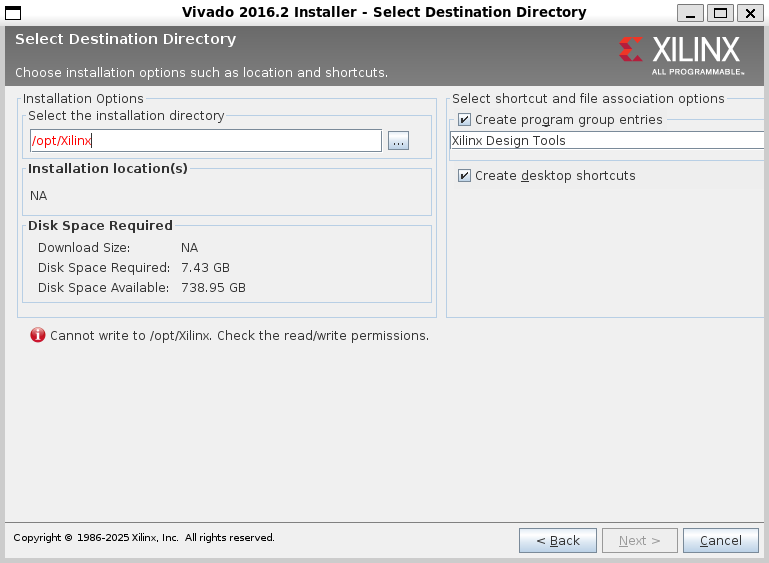 Vivado 2016.2 Installer - Select Destination Directory
Select Destination Directory
Choose installation options such as location and shortcuts.
XILINX
ALL PROGRAMMABLE™
Installation Options
Select the installation directory
/opt/Xilinx
...
Installation location(s)
NA
Disk Space Required
Download Size: NA
Disk Space Required: 7.43 GB
Disk Space Available: 738.95 GB
Select shortcut and file association options
Create program group entries
Xilinx Design Tools
Create desktop shortcuts
Cannot write to /opt/Xilinx. Check the read/write permissions.
Copyright © 1986-2025 Xilinx, Inc. All rights reserved.
< Back
Next >
Cancel